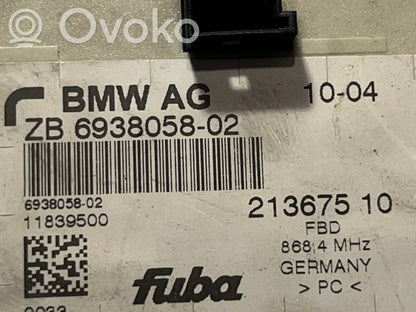 Ovoko
BMW AG 10-04
ZB 6938058-02
6938058-02
11839500
213675 10
FBD
868,4 MHz
GERMANY
> PC <
fuba
0033